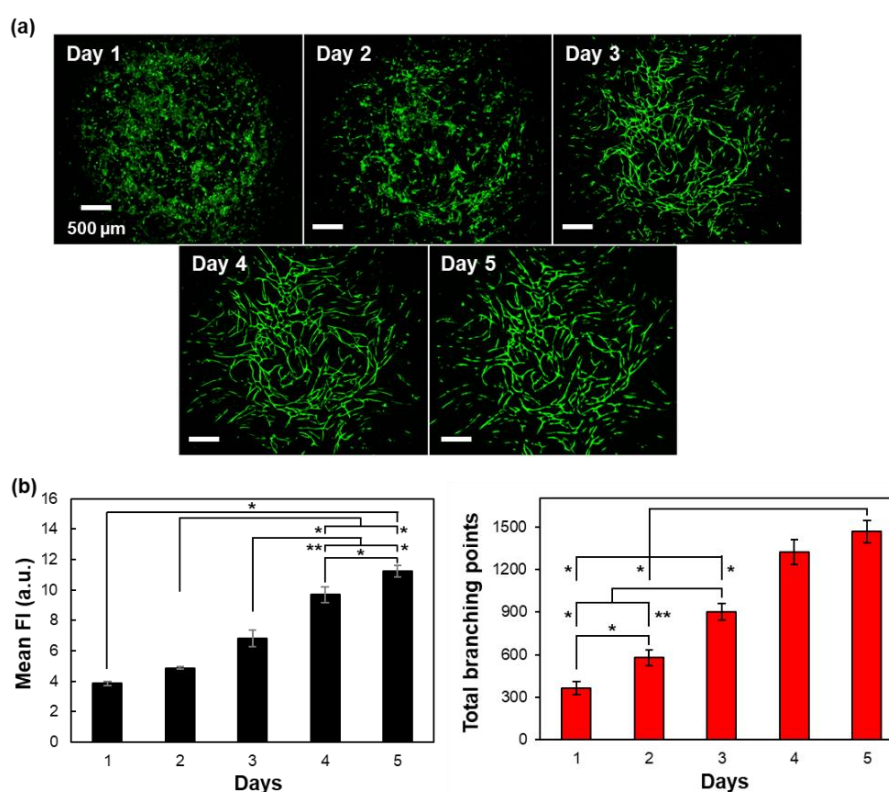 (a)
Day 1
Day 2
Day 3
500 µm
Day 4
Day 5
(b)
Mean FI (a.u.)
16
14
12
10
8
6
4
2
0
*
* *
** *
*
1 2 3 4 5
Days
Total branching points
1500
1200
900
600
300
0
* * *
* **
*
1 2 3 4 5
Days